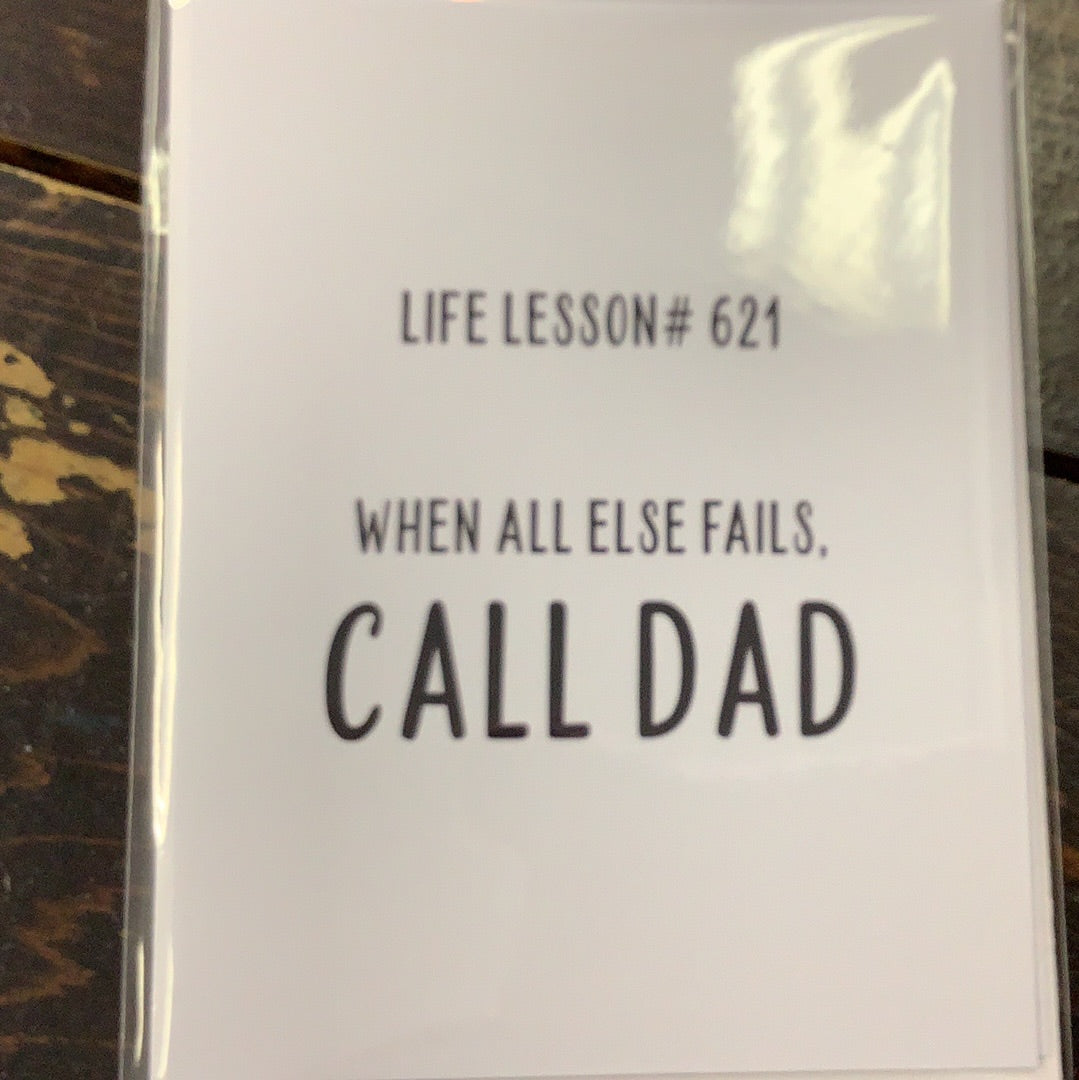 LIFE LESSON# 621
WHEN ALL ELSE FAILS,
CALL DAD